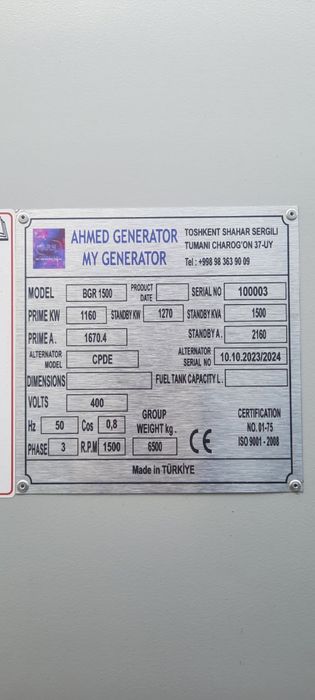 AHMED GENERATOR
MY GENERATOR
TOSHKENT SHAHAR SERGILI
TUMANI CHAROG'ON 37-UY
Tel : +998 98 363 90 09
MODEL BGR 1500 PRODUCT DATE SERIAL NO 100003
PRIME KW 1160 STANDBY KW 1270 STANDBY KVA 1500
PRIME A. 1670.4 STANDBY A. 2160
ALTERNATOR MODEL CPDE ALTERNATOR SERIAL NO 10.10.2023/2024
DIMENSIONS FUEL TANK CAPACITY L.
VOLTS 400
Hz 50 Cos 0,8 GROUP WEIGHT kg. CERTIFICATION NO. 01-75
PHASE 3 R.P.M 1500 6500 CE ISO 9001 - 2008
Made in TÜRKİYE